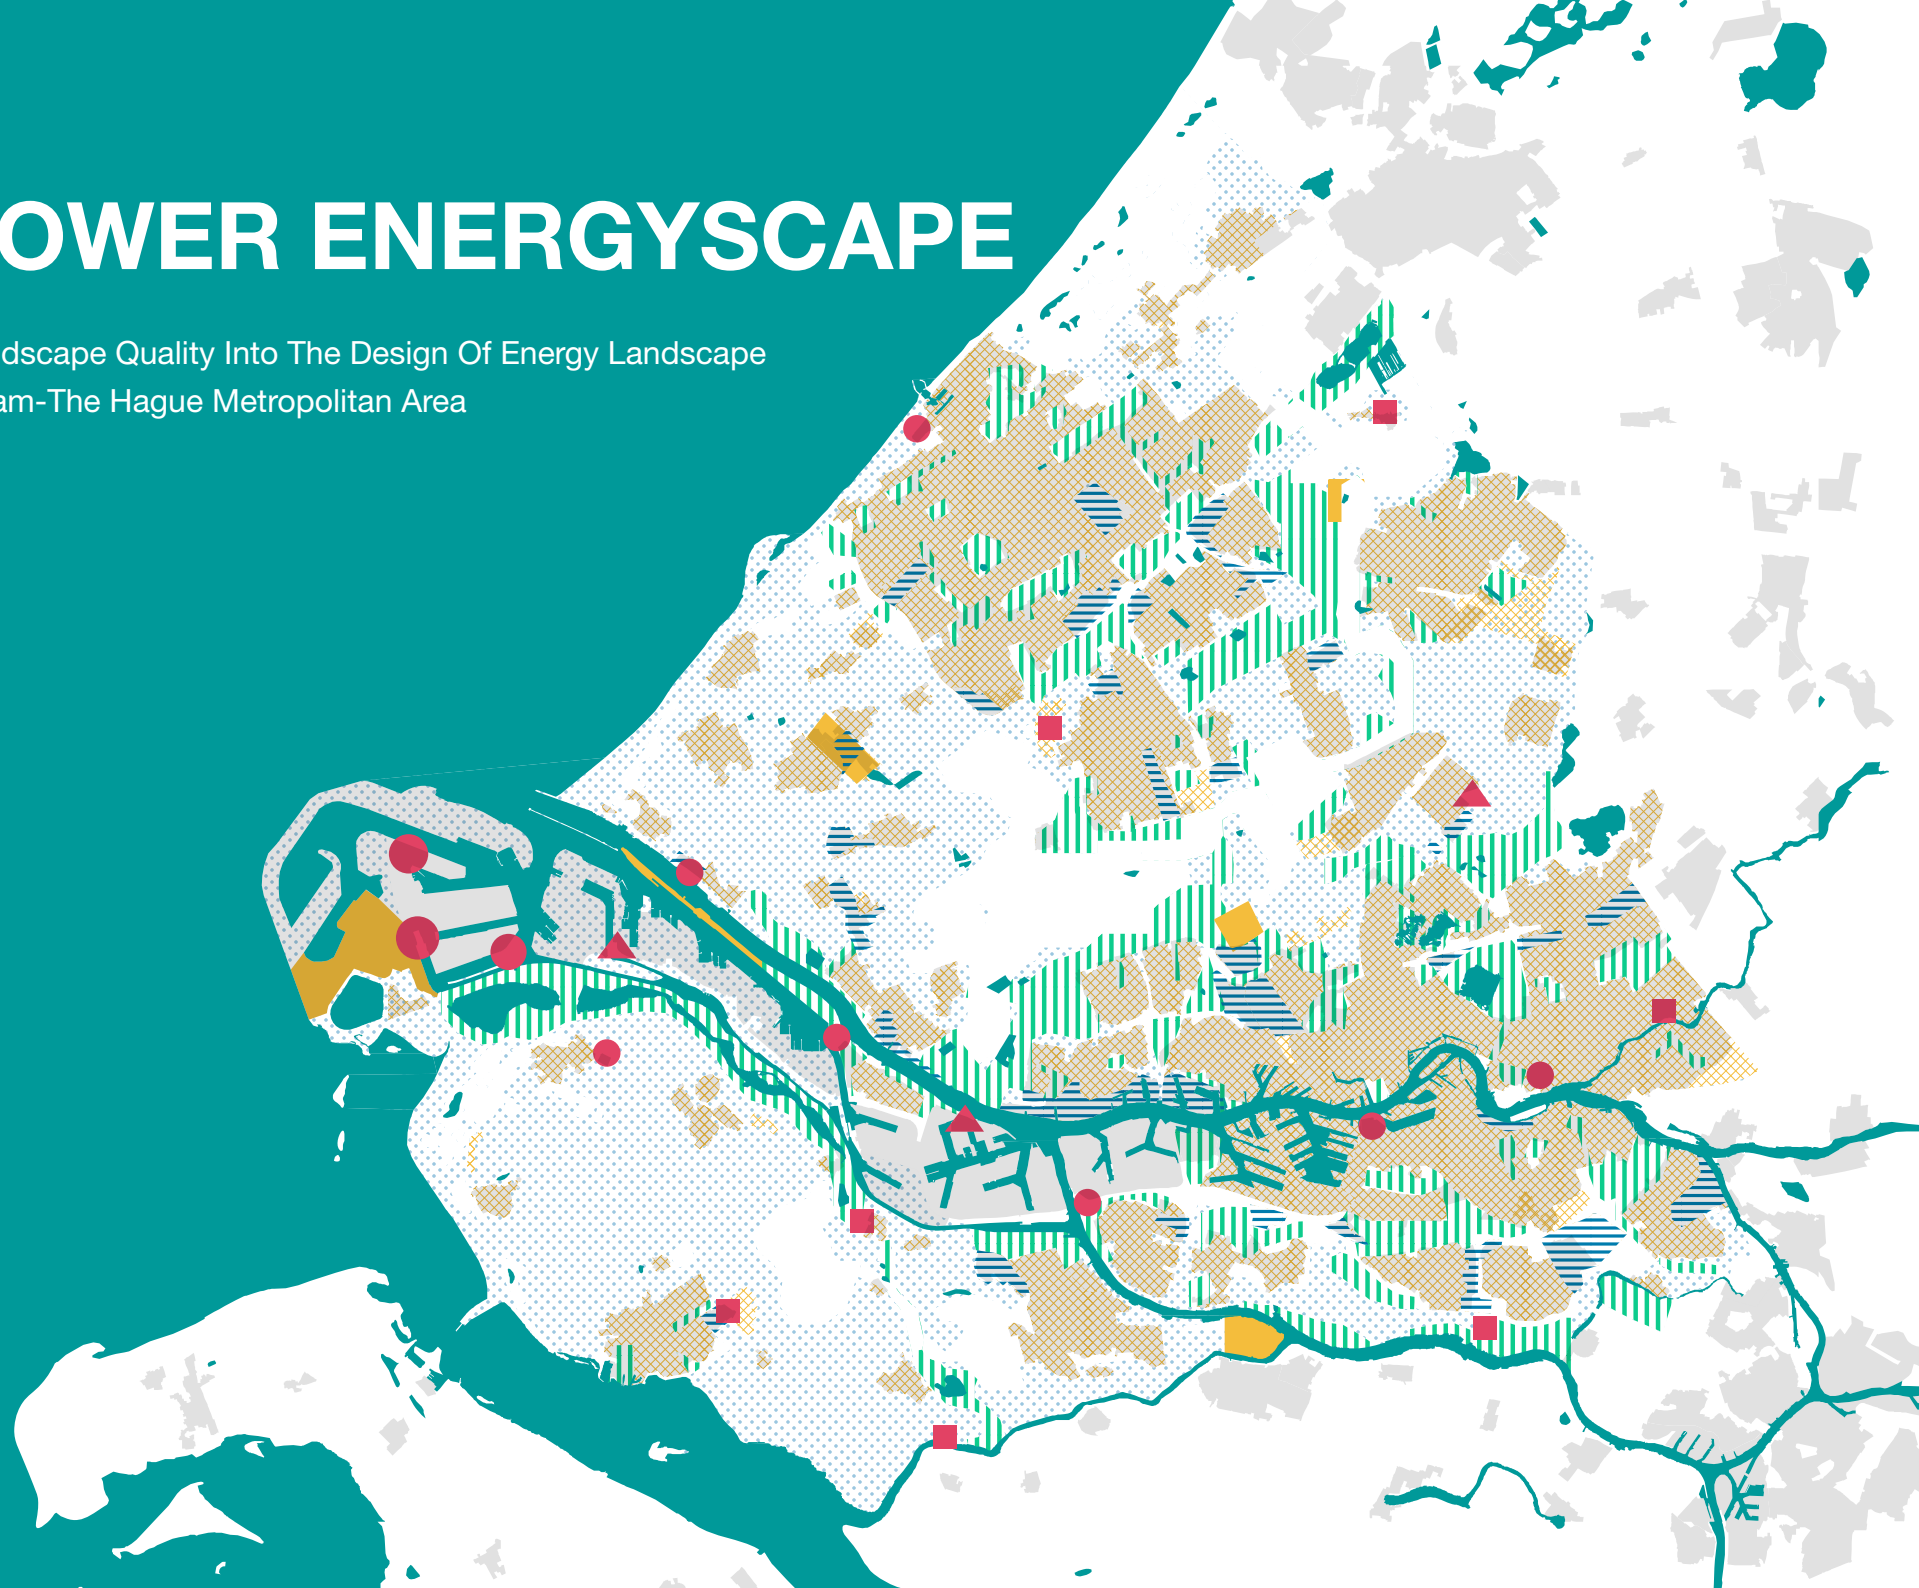 OWER ENERGYSCAPE
dscape Quality Into The Design Of Energy Landscape
am-The Hague Metropolitan Area